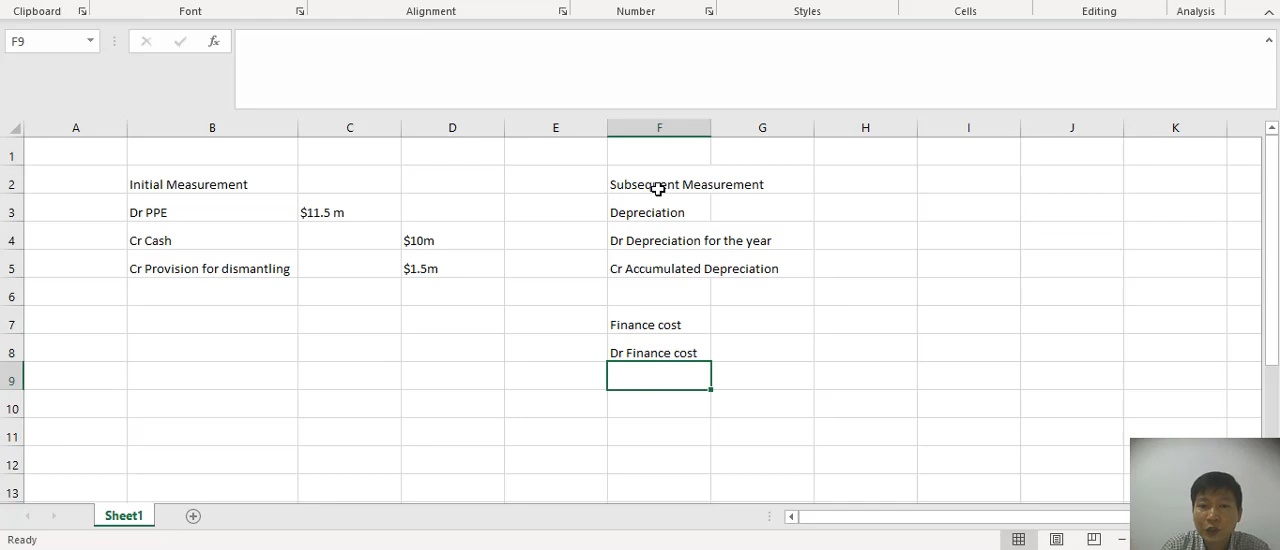 Clipboard Font Alignment Number Styles Cells Editing Analysis
F9 fx
A B C D E F G H I J K
1
2 Initial Measurement Subsequent Measurement
3 Dr PPE $11.5 m Depreciation
4 Cr Cash $10m Dr Depreciation for the year
5 Cr Provision for dismantling $1.5m Cr Accumulated Depreciation
6
7 Finance cost
8 Dr Finance cost
9
10
11
12
13
Sheet1
Ready